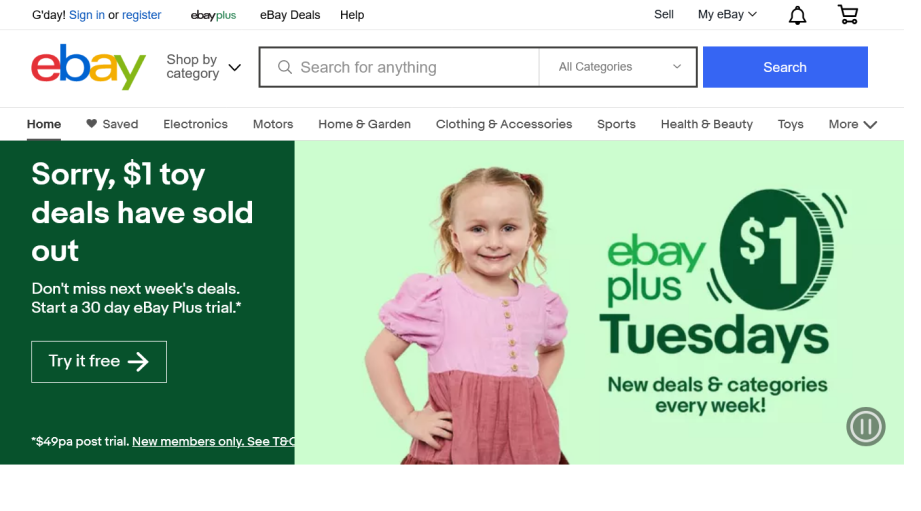 G'day! Sign in or register
ebayplus
eBay Deals
Help
Sell
My eBay
ebay
Shop by
category
Search for anything
All Categories
Search
Home
Saved
Electronics
Motors
Home & Garden
Clothing & Accessories
Sports
Health & Beauty
Toys
More
Sorry, $1 toy
deals have sold
out
Don't miss next week's deals.
Start a 30 day eBay Plus trial.*
Try it free
*$49pa post trial. New members only. See T&C
ebay
plus
$1
Tuesdays
New deals & categories
every week!